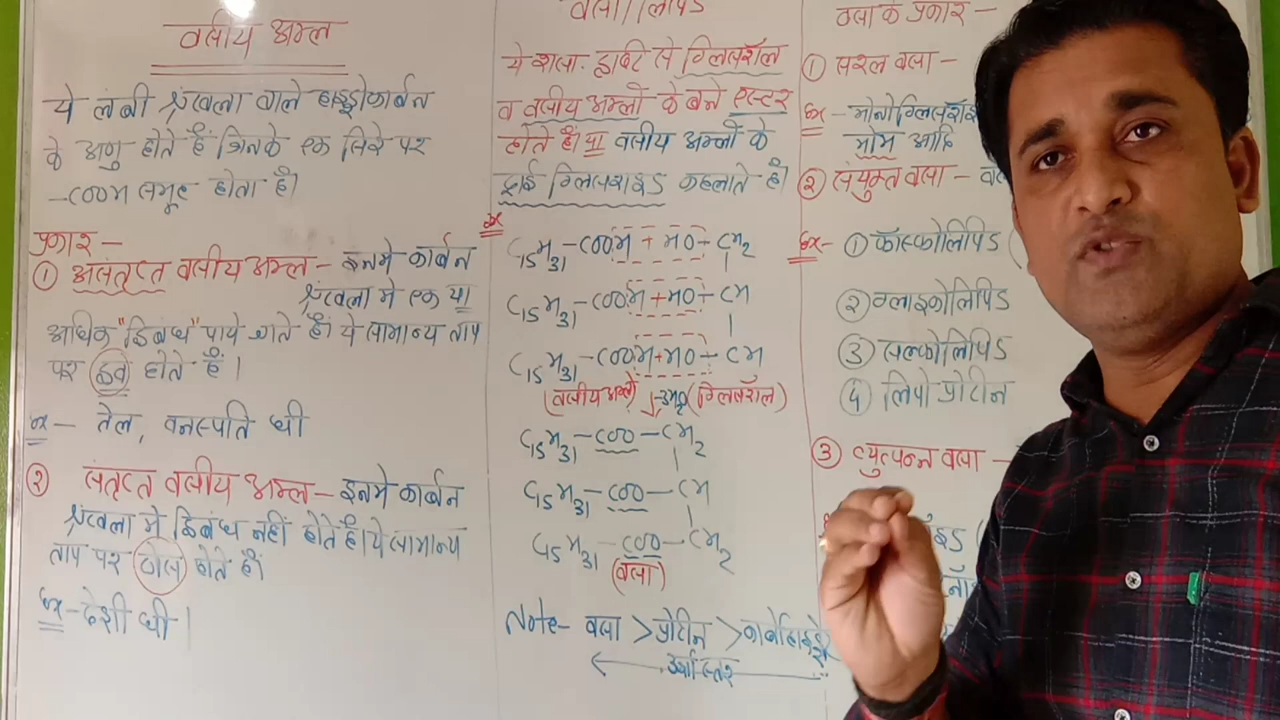 वसीय अम्ल
ये लंबी श्रृंखला वाले हाइड्रोकार्बन
के अणु होते हैं जिनके एक सिरे पर
-COOH समूह होता है।
प्रकार -
① असंतृप्त वसीय अम्ल - इनमे कार्बन
श्रृंखला मे एक या
अधिक "द्विबंध" पाये जाते हैं। ये सामान्य ताप
पर द्रव होते हैं।
Ex - तेल, वनस्पति घी
② संतृप्त वसीय अम्ल - इनमे कार्बन
श्रृंखला मे द्विबंध नहीं होते हैं। ये सामान्य
ताप पर ठोस होते हैं।
Ex - देशी घी।
वसा / लिपिड
ये रासा. दृष्टि से ग्लिसरॉल
व वसीय अम्लों के बने एस्टर
होते हैं। या वसीय अम्लों के
ट्राई ग्लिसराइड कहलाते हैं।
Ex
C15H31-COOH + HO-CH2
C15H31-COOH + HO-CH
C15H31-COOH + HO-CH
(वसीय अम्ल) 1-अणु (ग्लिसरॉल)
C15H31-COO-CH2
C15H31-COO-CH
C15H31-COO-CH2
(वसा)
Note - वसा > प्रोटीन > कार्बोहाइड्रेट
ऊर्जा स्तर
वसा के प्रकार -
① सरल वसा -
Ex - मोनोग्लिसराइ
मोम आदि
② संयुक्त वसा -
Ex - ① फॉस्फोलिपिड (
② ग्लाइकोलिपिड
③ सल्फोलिपिड
④ लिपो प्रोटीन
③ व्युत्पन्न वसा -